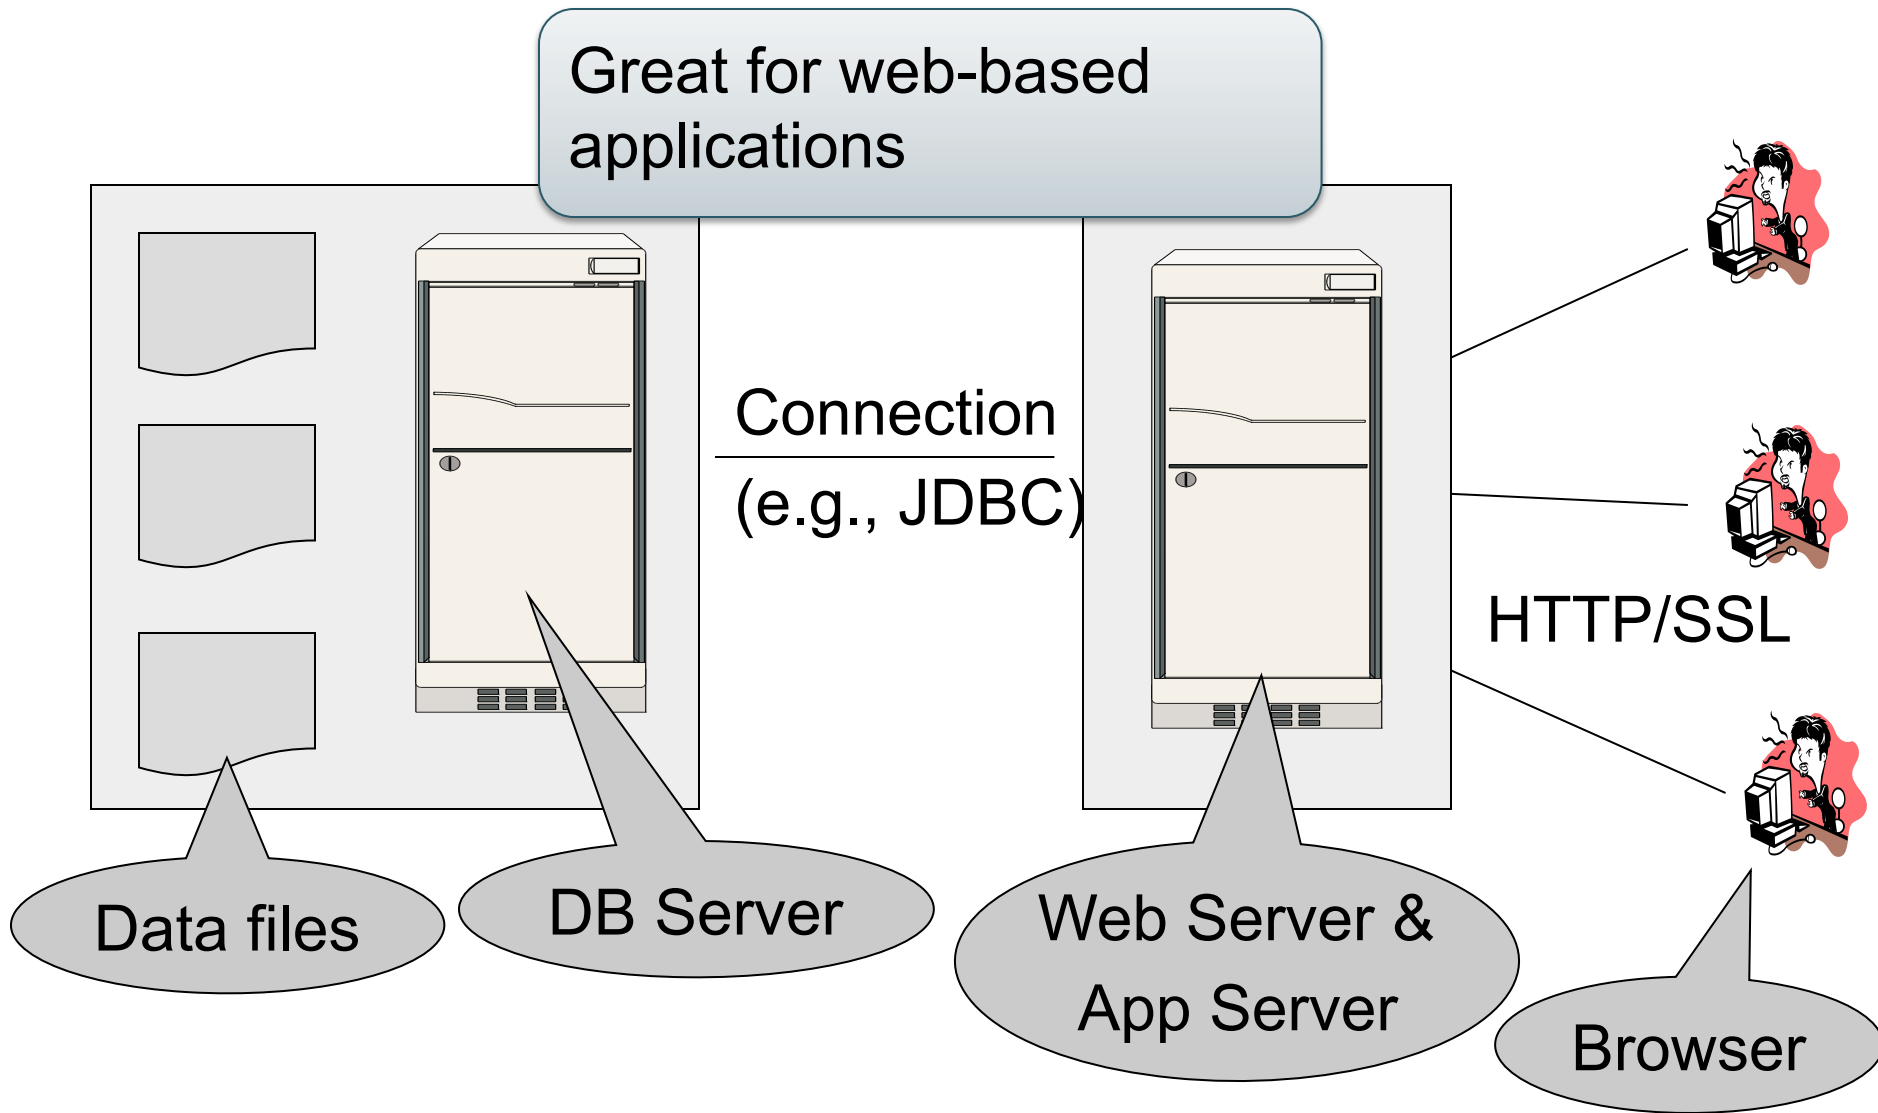 Great for web-based
applications
Connection
(e.g., JDBC)
HTTP/SSL
Data files
DB Server
Web Server &
App Server
Browser